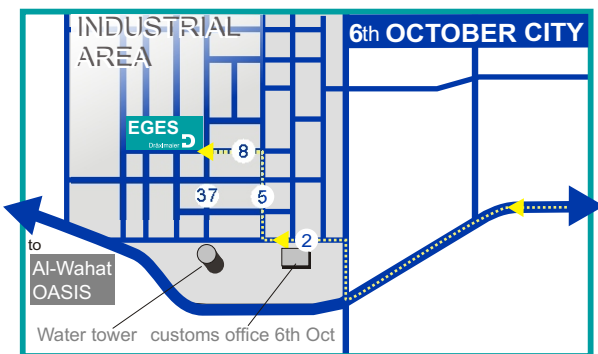 INDUSTRIAL
AREA
6th OCTOBER CITY
EGES
Dräxlmaier
D
8
37
5
2
to
Al-Wahat
OASIS
Water tower
customs office 6th Oct